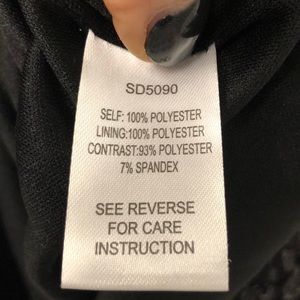 SD5090
SELF: 100% POLYESTER
LINING:100% POLYESTER
CONTRAST:93% POLYESTER
7% SPANDEX
SEE REVERSE
FOR CARE
INSTRUCTION